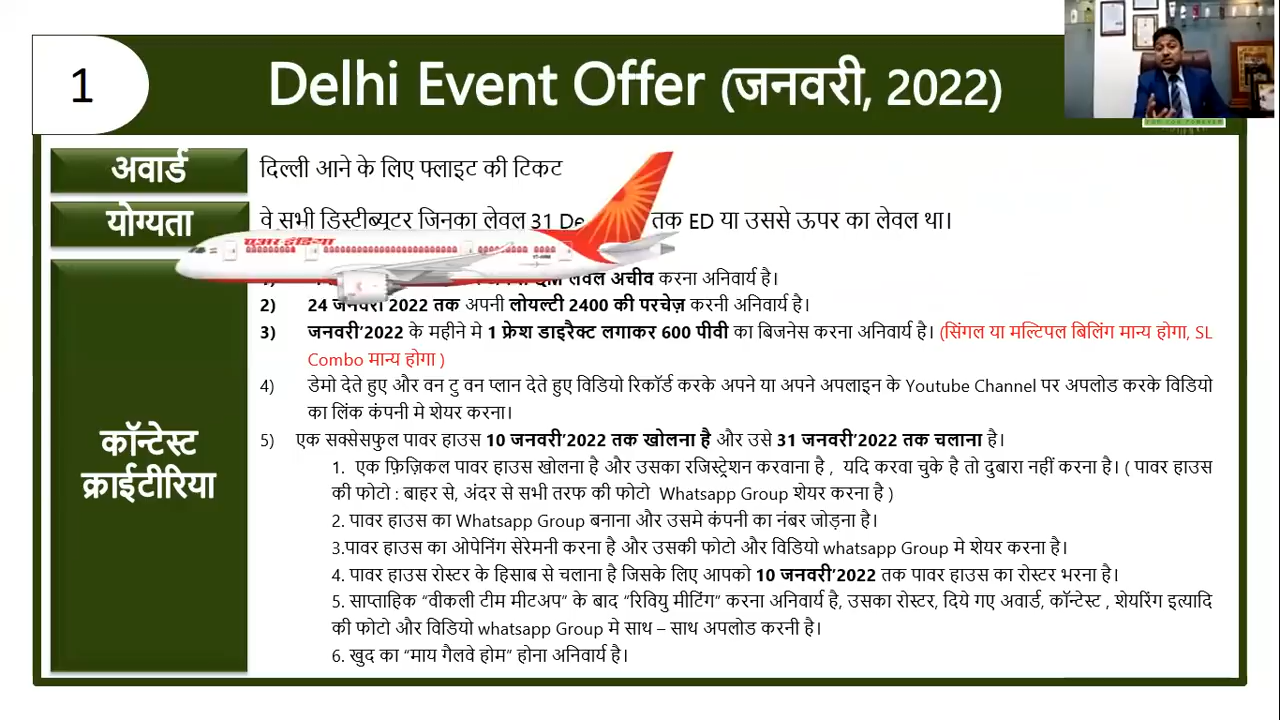 1
Delhi Event Offer (जनवरी, 2022)
अवार्ड
दिल्ली आने के लिए फ्लाइट की टिकट
योग्यता
वे सभी डिस्टीब्यूटर जिनका लेवल 31 De तक ED या उससे ऊपर का लेवल था।
एअर इंडिया
कॉन्टेस्ट
क्राईटीरिया
लेवल अचीव करना अनिवार्य है।
2) 24 जनवरी 2022 तक अपनी लोयल्टी 2400 की परचेज़ करनी अनिवार्य है।
3) जनवरी'2022 के महीने मे 1 फ्रेश डाइरैक्ट लगाकर 600 पीवी का बिजनेस करना अनिवार्य है। (सिंगल या मल्टिपल बिलिंग मान्य होगा, SL
Combo मान्य होगा )
4) डेमो देते हुए और वन टु वन प्लान देते हुए विडियो रिकॉर्ड करके अपने या अपने अपलाइन के Youtube Channel पर अपलोड करके विडियो
का लिंक कंपनी मे शेयर करना।
5) एक सक्सेसफुल पावर हाउस 10 जनवरी'2022 तक खोलना है और उसे 31 जनवरी'2022 तक चलाना है।
1. एक फ़िज़िकल पावर हाउस खोलना है और उसका रजिस्ट्रेशन करवाना है , यदि करवा चुके है तो दुबारा नहीं करना है। ( पावर हाउस
की फोटो : बाहर से, अंदर से सभी तरफ की फोटो Whatsapp Group शेयर करना है )
2. पावर हाउस का Whatsapp Group बनाना और उसमे कंपनी का नंबर जोड़ना है।
3.पावर हाउस का ओपेनिंग सेरेमनी करना है और उसकी फोटो और विडियो whatsapp Group मे शेयर करना है।
4. पावर हाउस रोस्टर के हिसाब से चलाना है जिसके लिए आपको 10 जनवरी'2022 तक पावर हाउस का रोस्टर भरना है।
5. साप्ताहिक “वीकली टीम मीटअप” के बाद “रिवियु मीटिंग” करना अनिवार्य है, उसका रोस्टर, दिये गए अवार्ड, कॉन्टेस्ट , शेयरिंग इत्यादि
की फोटो और विडियो whatsapp Group मे साथ – साथ अपलोड करनी है।
6. खुद का “माय गैलवे होम” होना अनिवार्य है।